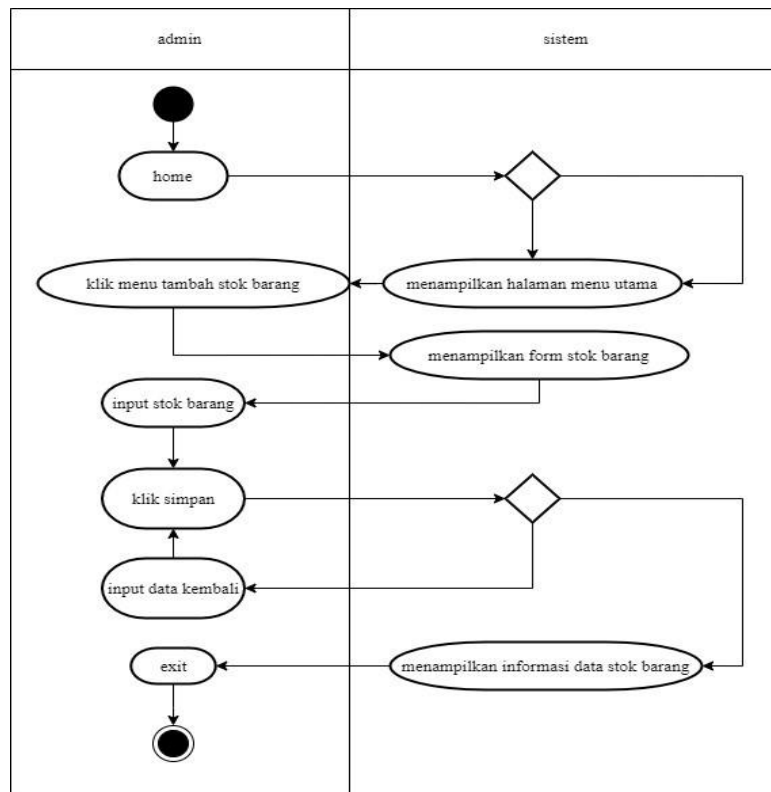 admin
sistem
home
klik menu tambah stok barang
menampilkan halaman menu utama
menampilkan form stok barang
input stok barang
klik simpan
input data kembali
exit
menampilkan informasi data stok barang